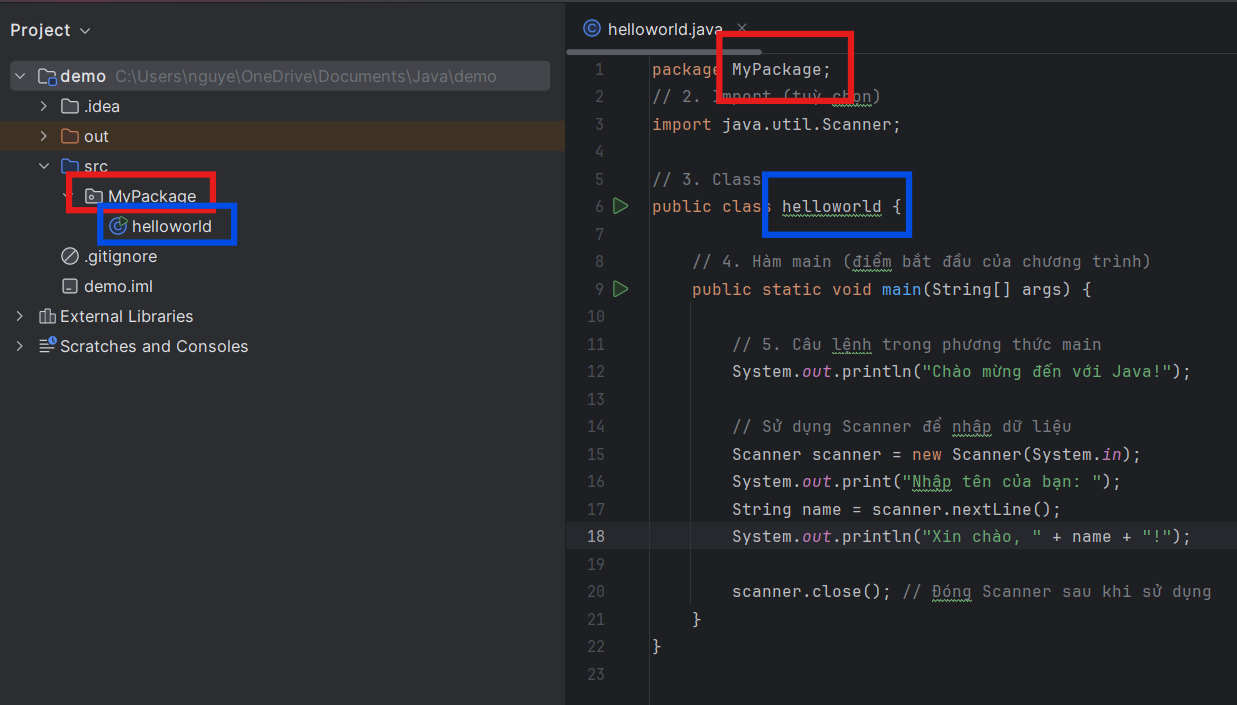 Project
demo C:\Users\nguye\OneDrive\Documents\Java\demo
.idea
out
src
MyPackage
helloworld
.gitignore
demo.iml
External Libraries
Scratches and Consoles
helloworld.java
1 package MyPackage;
2 // 2. Import (tuỳ chọn)
3 import java.util.Scanner;
4
5 // 3. Class
6 public class helloworld {
7
8 // 4. Hàm main (điểm bắt đầu của chương trình)
9 public static void main(String[] args) {
10
11 // 5. Câu lệnh trong phương thức main
12 System.out.println("Chào mừng đến với Java!");
13
14 // Sử dụng Scanner để nhập dữ liệu
15 Scanner scanner = new Scanner(System.in);
16 System.out.print("Nhập tên của bạn: ");
17 String name = scanner.nextLine();
18 System.out.println("Xin chào, " + name + "!");
19
20 scanner.close(); // Đóng Scanner sau khi sử dụng
21 }
22 }
23